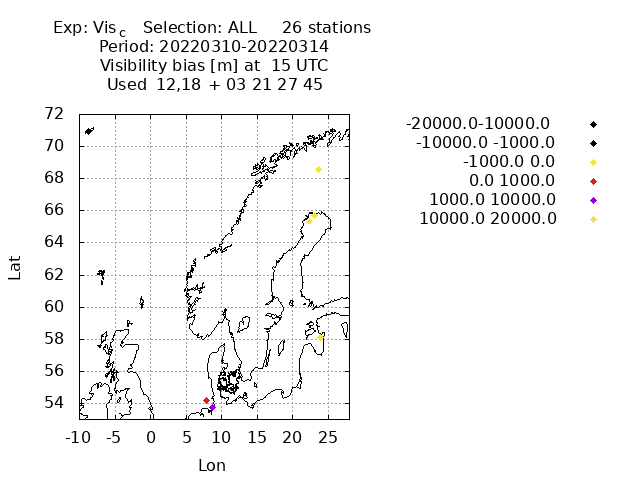 Exp: Vis c   Selection: ALL     26 stations
Period: 20220310-20220314
Visibility bias [m] at  15 UTC
Used  12,18 + 03 21 27 45
-20000.0-10000.0
-10000.0 -1000.0
-1000.0 0.0
0.0 1000.0
1000.0 10000.0
10000.0 20000.0
72
70
68
66
64
62
60
58
56
54
Lat
-10 -5 0 5 10 15 20 25
Lon